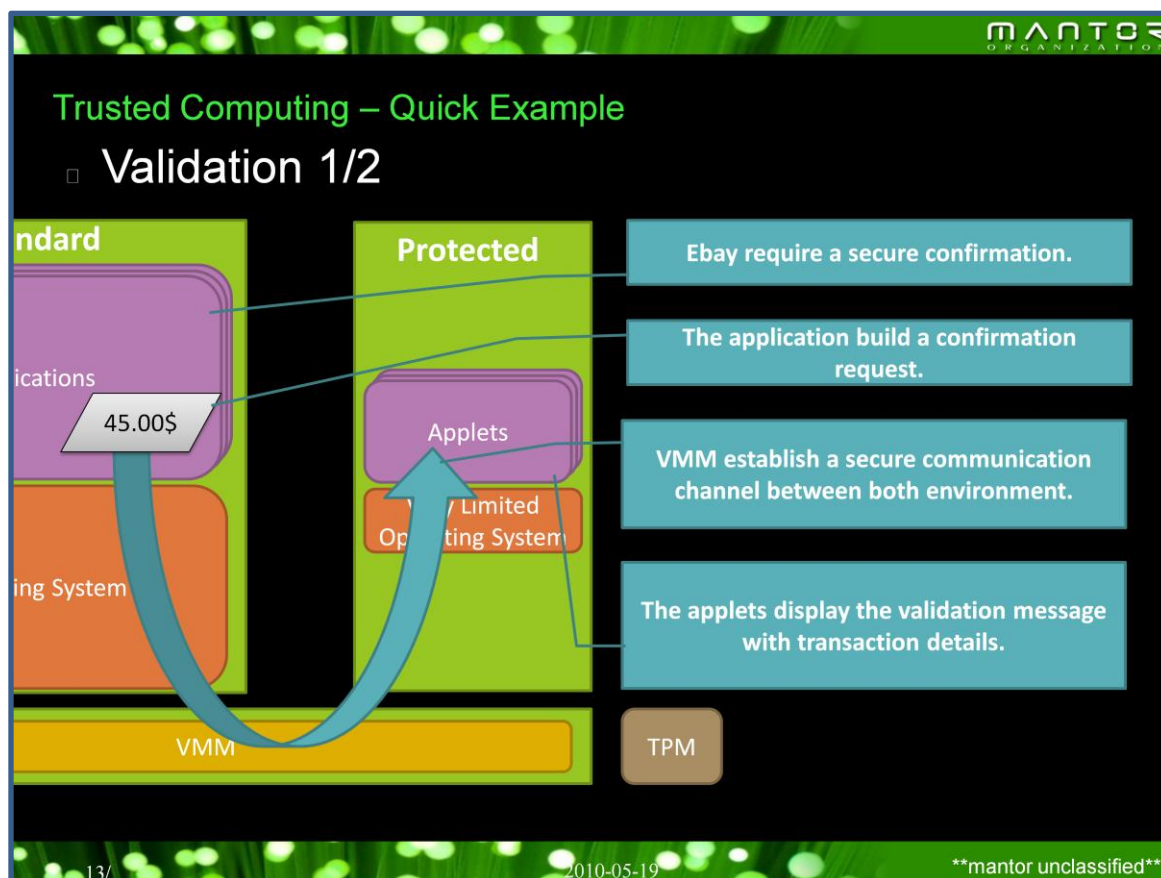 MANTOR
ORGANIZATION
Trusted Computing – Quick Example
Validation 1/2
ndard
Protected
Ebay require a secure confirmation.
The application build a confirmation
request.
ications
45.00$
Applets
VMM establish a secure communication
channel between both environment.
Limited
Operating System
ing System
The applets display the validation message
with transaction details.
VMM
TPM
13/
2010-05-19
**mantor unclassified**